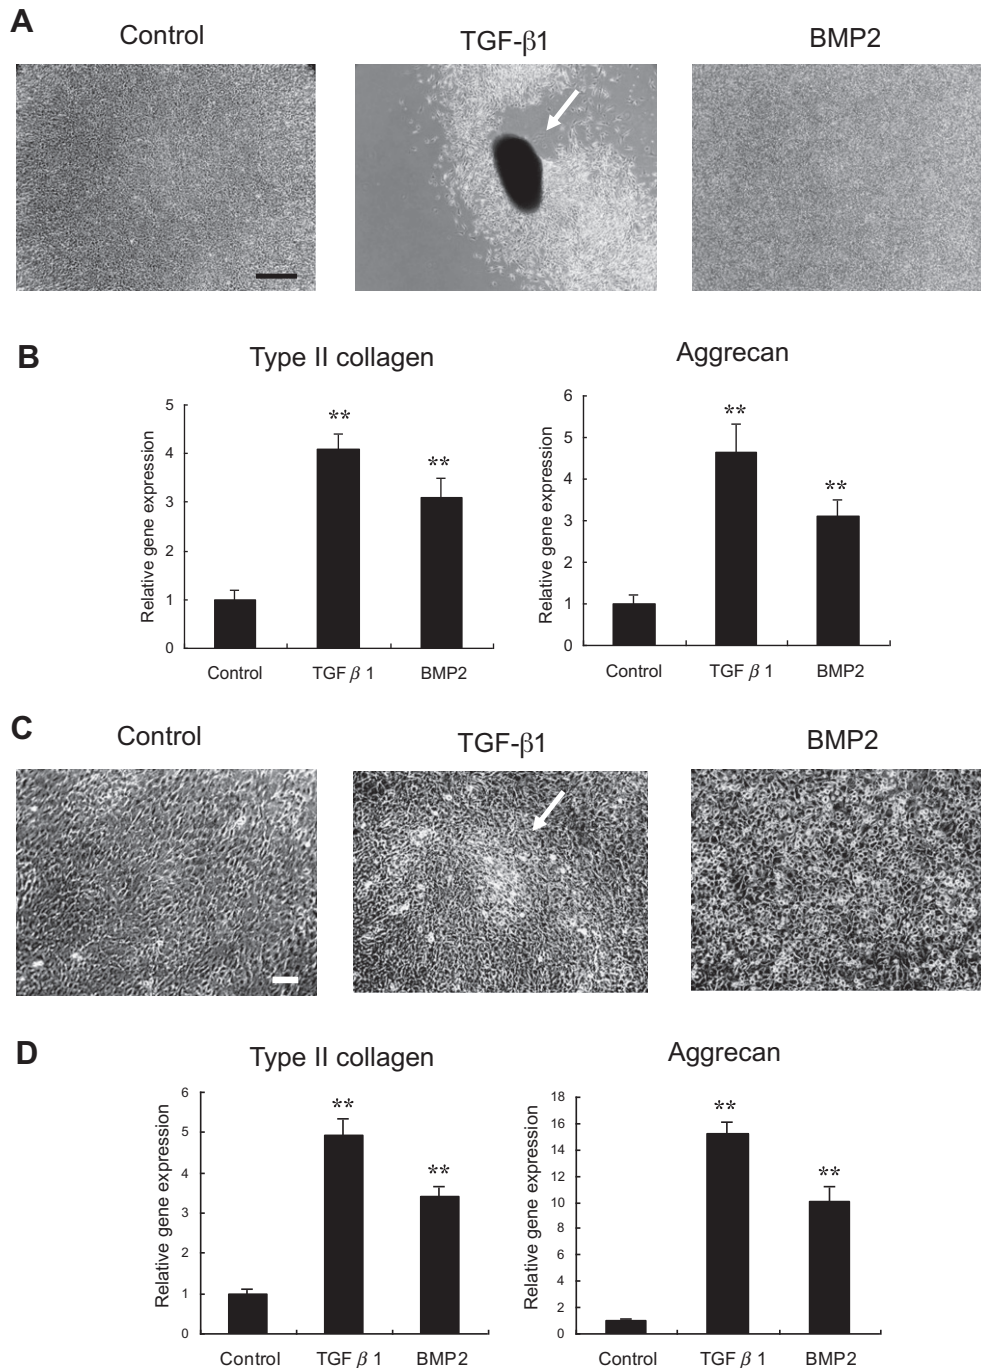 A
Control TGF-β1 BMP2
B
Type II collagen Aggrecan
Relative gene expression
5
4
3
2
1
0
**
**
Control TGF β 1 BMP2
Relative gene expression
6
5
4
3
2
1
0
**
**
Control TGF β 1 BMP2
C
Control TGF-β1 BMP2
D
Type II collagen Aggrecan
Relative gene expression
6
5
4
3
2
1
0
**
**
Control TGF β 1 BMP2
Relative gene expression
18
16
14
12
10
8
6
4
2
0
**
**
Control TGF β 1 BMP2